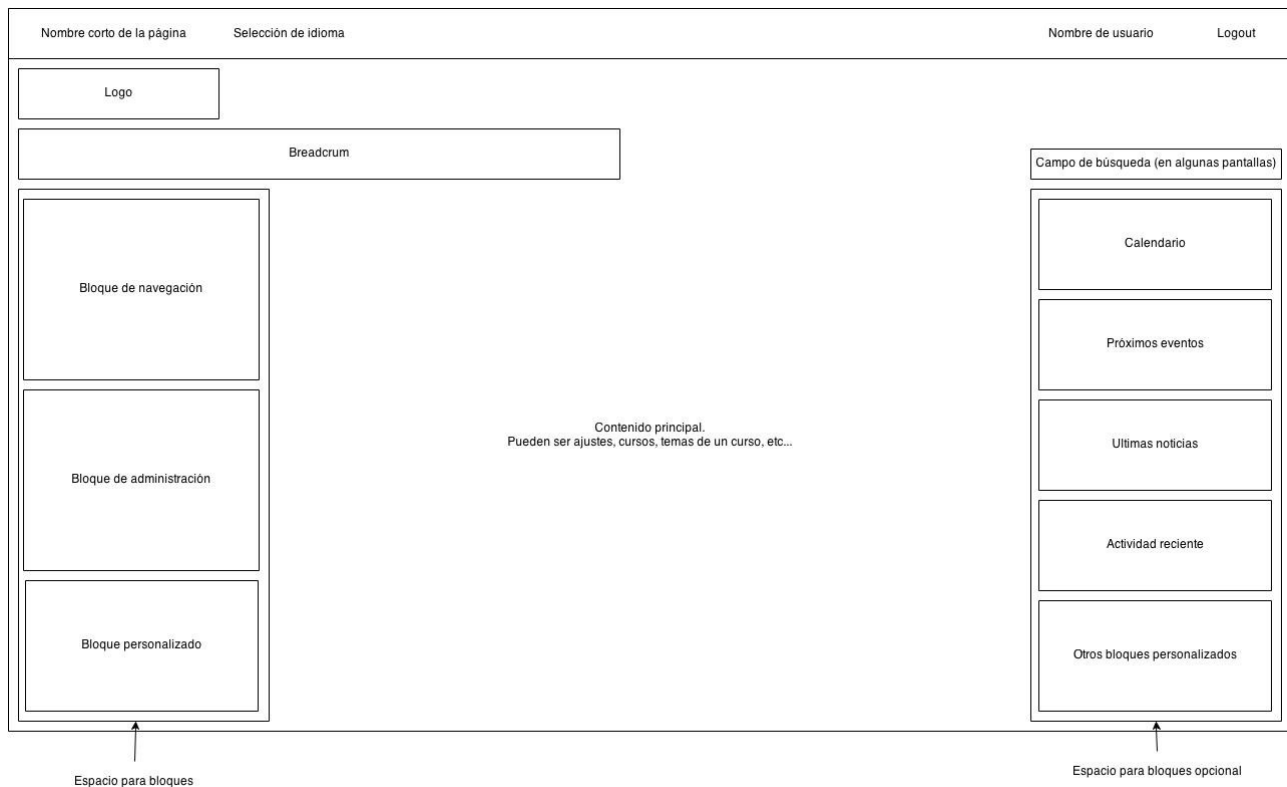 Nombre corto de la página
Selección de idioma
Nombre de usuario
Logout
Logo
Breadcrum
Campo de búsqueda (en algunas pantallas)
Bloque de navegación
Bloque de administración
Bloque personalizado
Contenido principal.
Pueden ser ajustes, cursos, temas de un curso, etc...
Calendario
Próximos eventos
Ultimas noticias
Actividad reciente
Otros bloques personalizados
Espacio para bloques
Espacio para bloques opcional